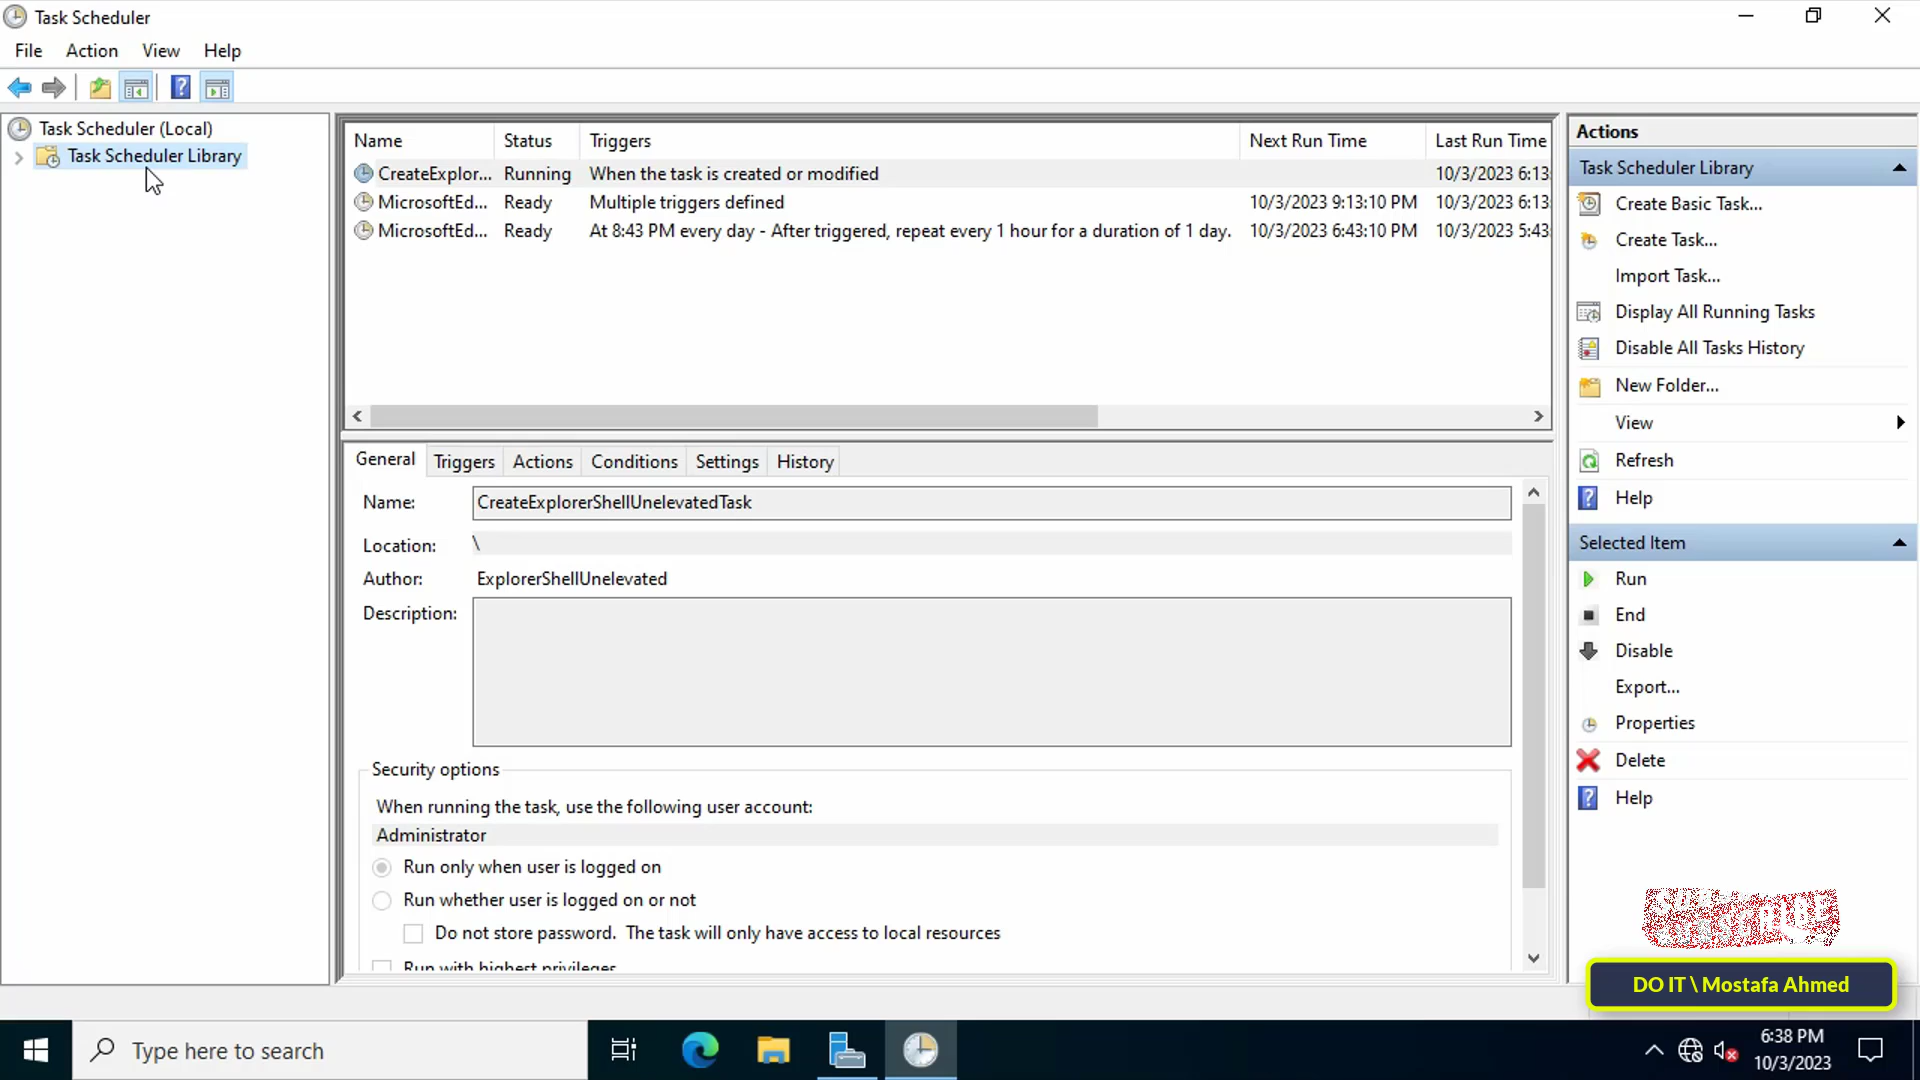 Task Scheduler
File Action View Help
Task Scheduler (Local)
Task Scheduler Library
Name Status Triggers Next Run Time Last Run Time
CreateExplor... Running When the task is created or modified 10/3/2023 6:13
MicrosoftEd... Ready Multiple triggers defined 10/3/2023 9:13:10 PM 10/3/2023 6:13
MicrosoftEd... Ready At 8:43 PM every day - After triggered, repeat every 1 hour for a duration of 1 day. 10/3/2023 6:43:10 PM 10/3/2023 5:43
General Triggers Actions Conditions Settings History
Name: CreateExplorerShellUnelevatedTask
Location: \
Author: ExplorerShellUnelevated
Description:
Security options
When running the task, use the following user account:
Administrator
Run only when user is logged on
Run whether user is logged on or not
Do not store password. The task will only have access to local resources
Run with highest privileges
Actions
Task Scheduler Library
Create Basic Task...
Create Task...
Import Task...
Display All Running Tasks
Disable All Tasks History
New Folder...
View
Refresh
Help
Selected Item
Run
End
Disable
Export...
Properties
Delete
Help
DO IT \ Mostafa Ahmed
Type here to search
6:38 PM
10/3/2023